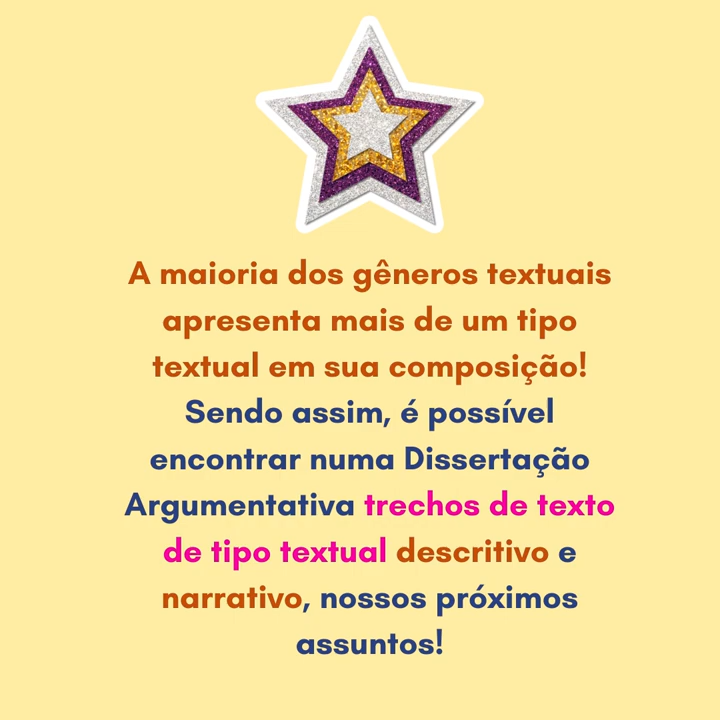 A maioria dos gêneros textuais
apresenta mais de um tipo
textual em sua composição!
Sendo assim, é possível
encontrar numa Dissertação
Argumentativa trechos de texto
de tipo textual descritivo e
narrativo, nossos próximos
assuntos!